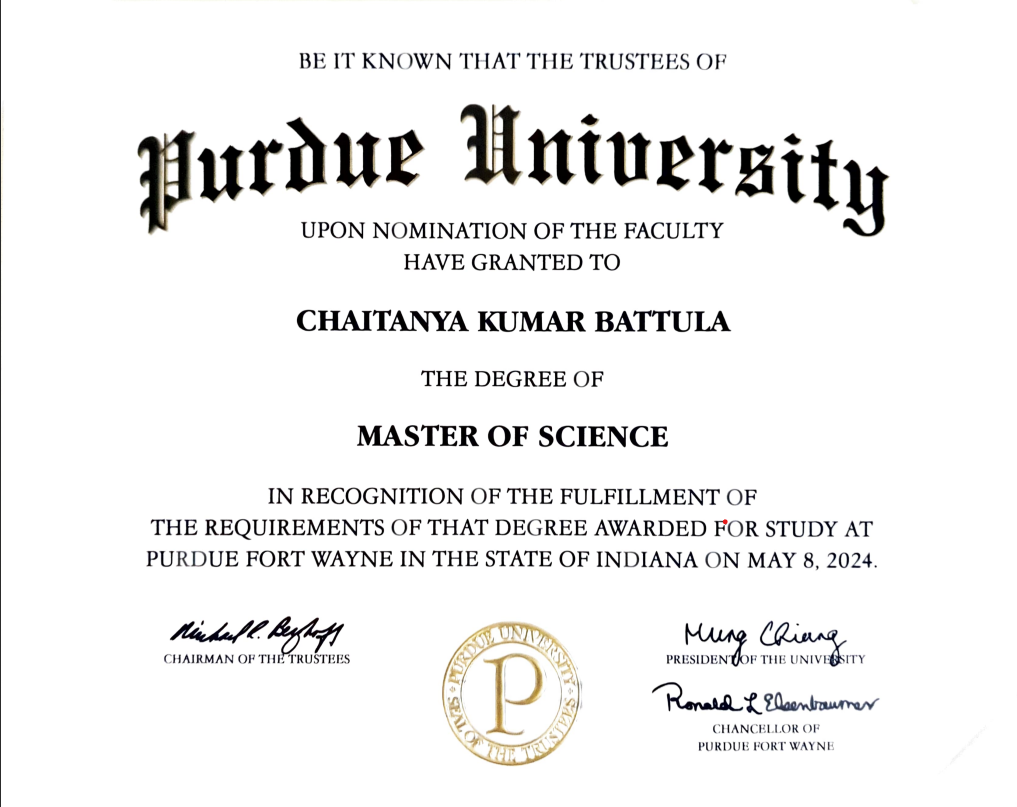 BE IT KNOWN THAT THE TRUSTEES OF
Purdue University
UPON NOMINATION OF THE FACULTY
HAVE GRANTED TO
CHAITANYA KUMAR BATTULA
THE DEGREE OF
MASTER OF SCIENCE
IN RECOGNITION OF THE FULFILLMENT OF
THE REQUIREMENTS OF THAT DEGREE AWARDED FOR STUDY AT
PURDUE FORT WAYNE IN THE STATE OF INDIANA ON MAY 8, 2024.
Michael R. Berghoff
CHAIRMAN OF THE TRUSTEES
PURDUE UNIVERSITY
SEAL OF THE TRUSTEES
P
Mung Chiang
PRESIDENT OF THE UNIVERSITY
Ronald L Elsenbaumer
CHANCELLOR OF
PURDUE FORT WAYNE